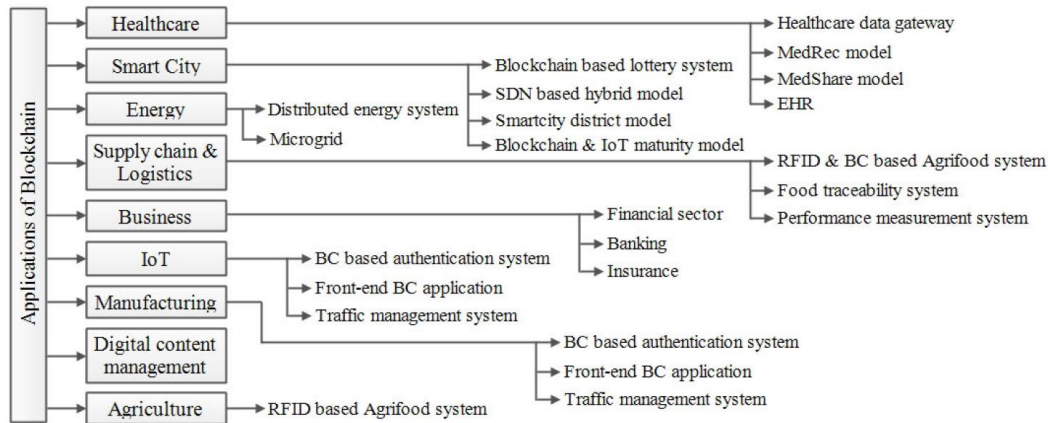 Applications of Blockchain
Healthcare
Healthcare data gateway
MedRec model
MedShare model
EHR
Smart City
Blockchain based lottery system
SDN based hybrid model
Smartcity district model
Blockchain & IoT maturity model
Energy
Distributed energy system
Microgrid
Supply chain &
Logistics
RFID & BC based Agrifood system
Food traceability system
Performance measurement system
Business
Financial sector
Banking
Insurance
IoT
BC based authentication system
Front-end BC application
Traffic management system
Manufacturing
BC based authentication system
Front-end BC application
Traffic management system
Digital content
management
Agriculture
RFID based Agrifood system